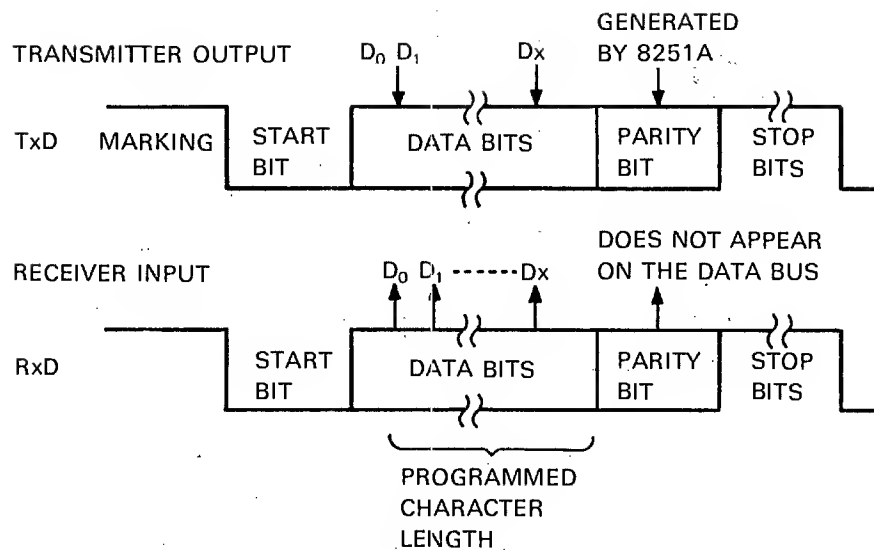 GENERATED
BY 8251A
TRANSMITTER OUTPUT
D₀ D₁ Dx
TxD MARKING START BIT DATA BITS PARITY BIT STOP BITS
DOES NOT APPEAR
ON THE DATA BUS
RECEIVER INPUT
D₀ D₁ ------ Dx
RxD START BIT DATA BITS PARITY BIT STOP BITS
PROGRAMMED
CHARACTER
LENGTH